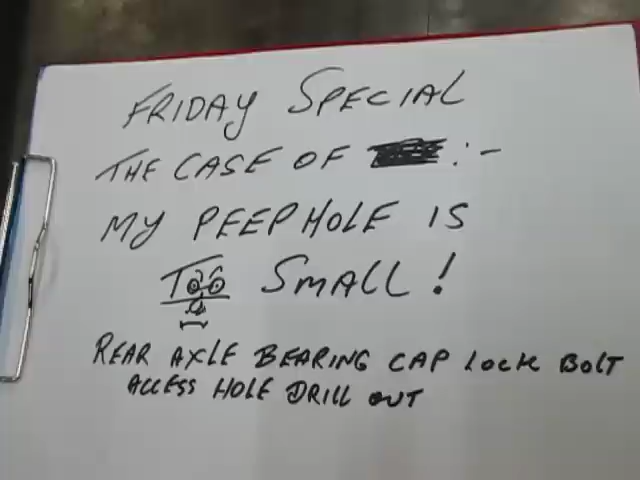 FRIDAY SPECIAL
THE CASE OF :-
MY PEEPHOLE IS
TOO SMALL!
REAR AXLE BEARING CAP LOCK BOLT
ACCESS HOLE DRILL OUT